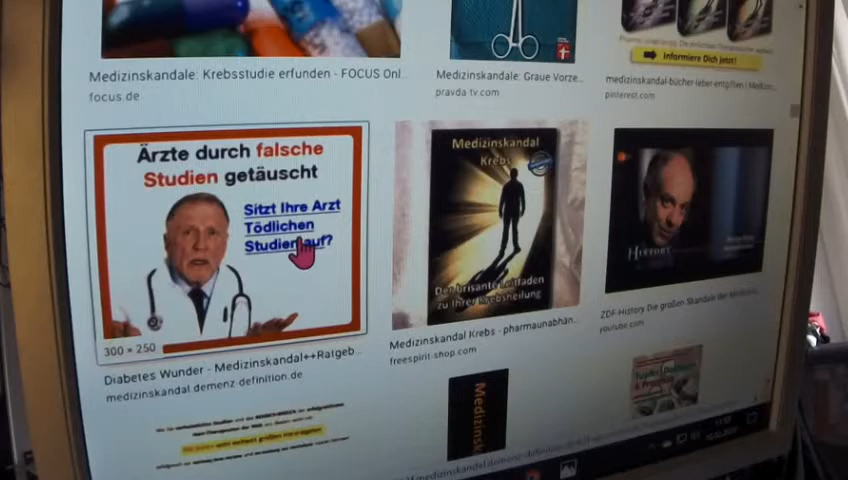 Informiere Dich jetzt!
Medizinskandale: Krebsstudie erfunden - FOCUS Onl...
focus.de
Medizinskandale: Graue Vorze...
pravda-tv.com
medizinskandal-bücher-leber-entgiften | Medizin...
pinterest.com
Ärzte durch falsche
Studien getäuscht
Sitzt Ihre Arzt
Tödlichen
Studien auf?
300 × 250
Diabetes Wunder - Medizinskandal++Ratgeb...
medizinskandal.demenz-definition.de
Medizinskandal
Krebs
Der brisante Leitfaden
zu Ihrer Krebsheilung
Medizinskandal Krebs - pharmaunabhän...
freespirit-shop.com
HISTORY
ZDF-History Die großen Skandale der Medizin...
youtube.com
Medizinsk